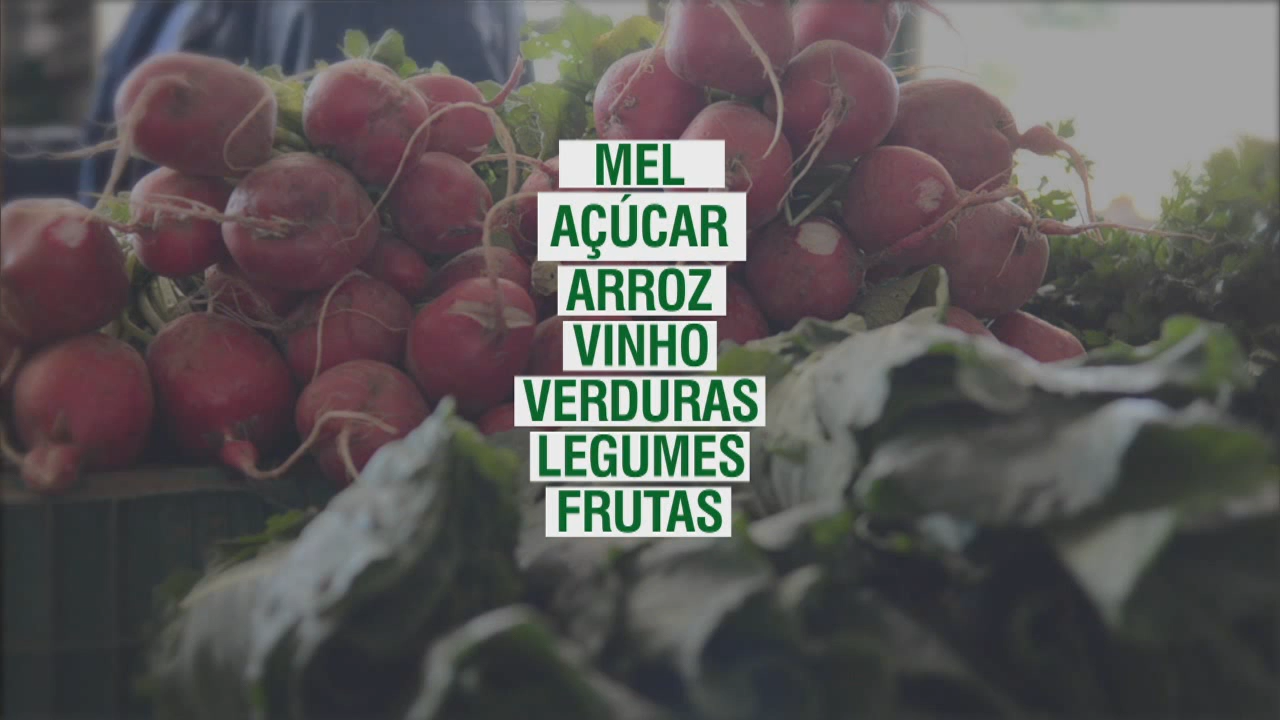 MEL
AÇÚCAR
ARROZ
VINHO
VERDURAS
LEGUMES
FRUTAS